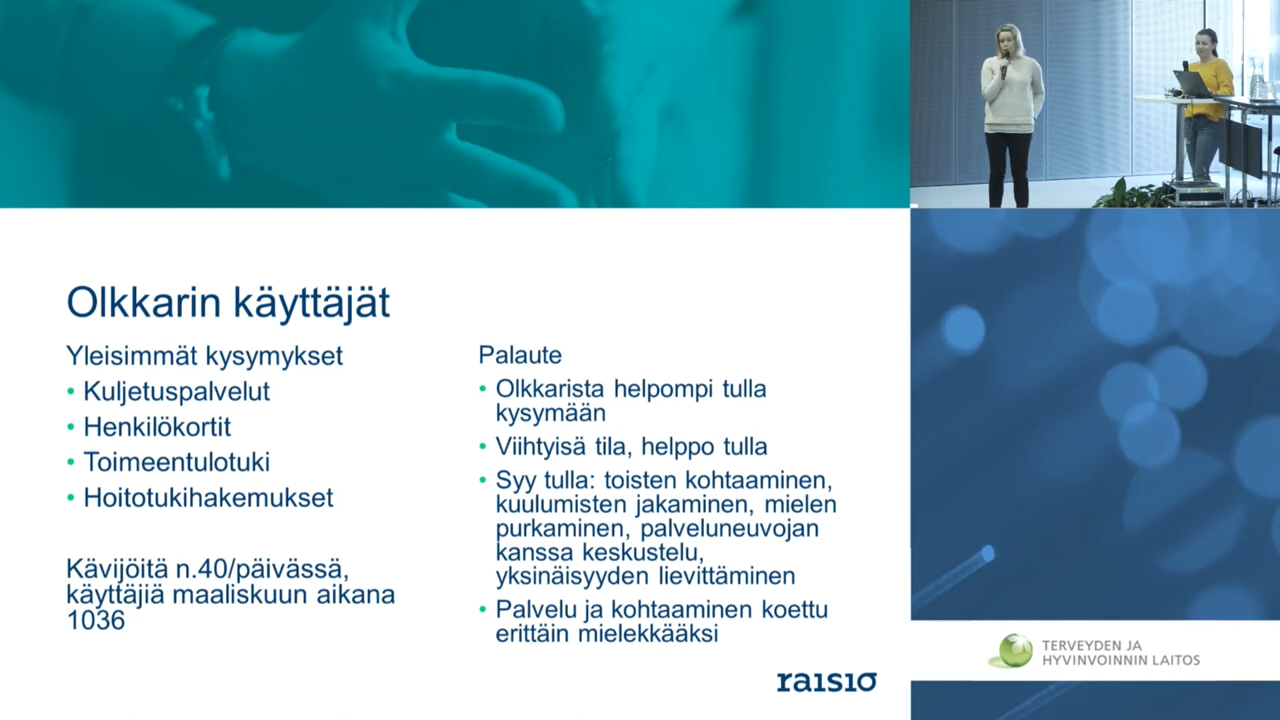 Olkkarin käyttäjät
Yleisimmät kysymykset
• Kuljetuspalvelut
• Henkilökortit
• Toimeentulotuki
• Hoitotukihakemukset
Kävijöitä n.40/päivässä,
käyttäjiä maaliskuun aikana
1036
Palaute
• Olkkarista helpompi tulla
kysymään
• Viihtyisä tila, helppo tulla
• Syy tulla: toisten kohtaaminen,
kuulumisten jakaminen, mielen
purkaminen, palveluneuvojan
kanssa keskustelu,
yksinäisyyden lievittäminen
• Palvelu ja kohtaaminen koettu
erittäin mielekkääksi
raisio
TERVEYDEN JA
HYVINVOINNIN LAITOS